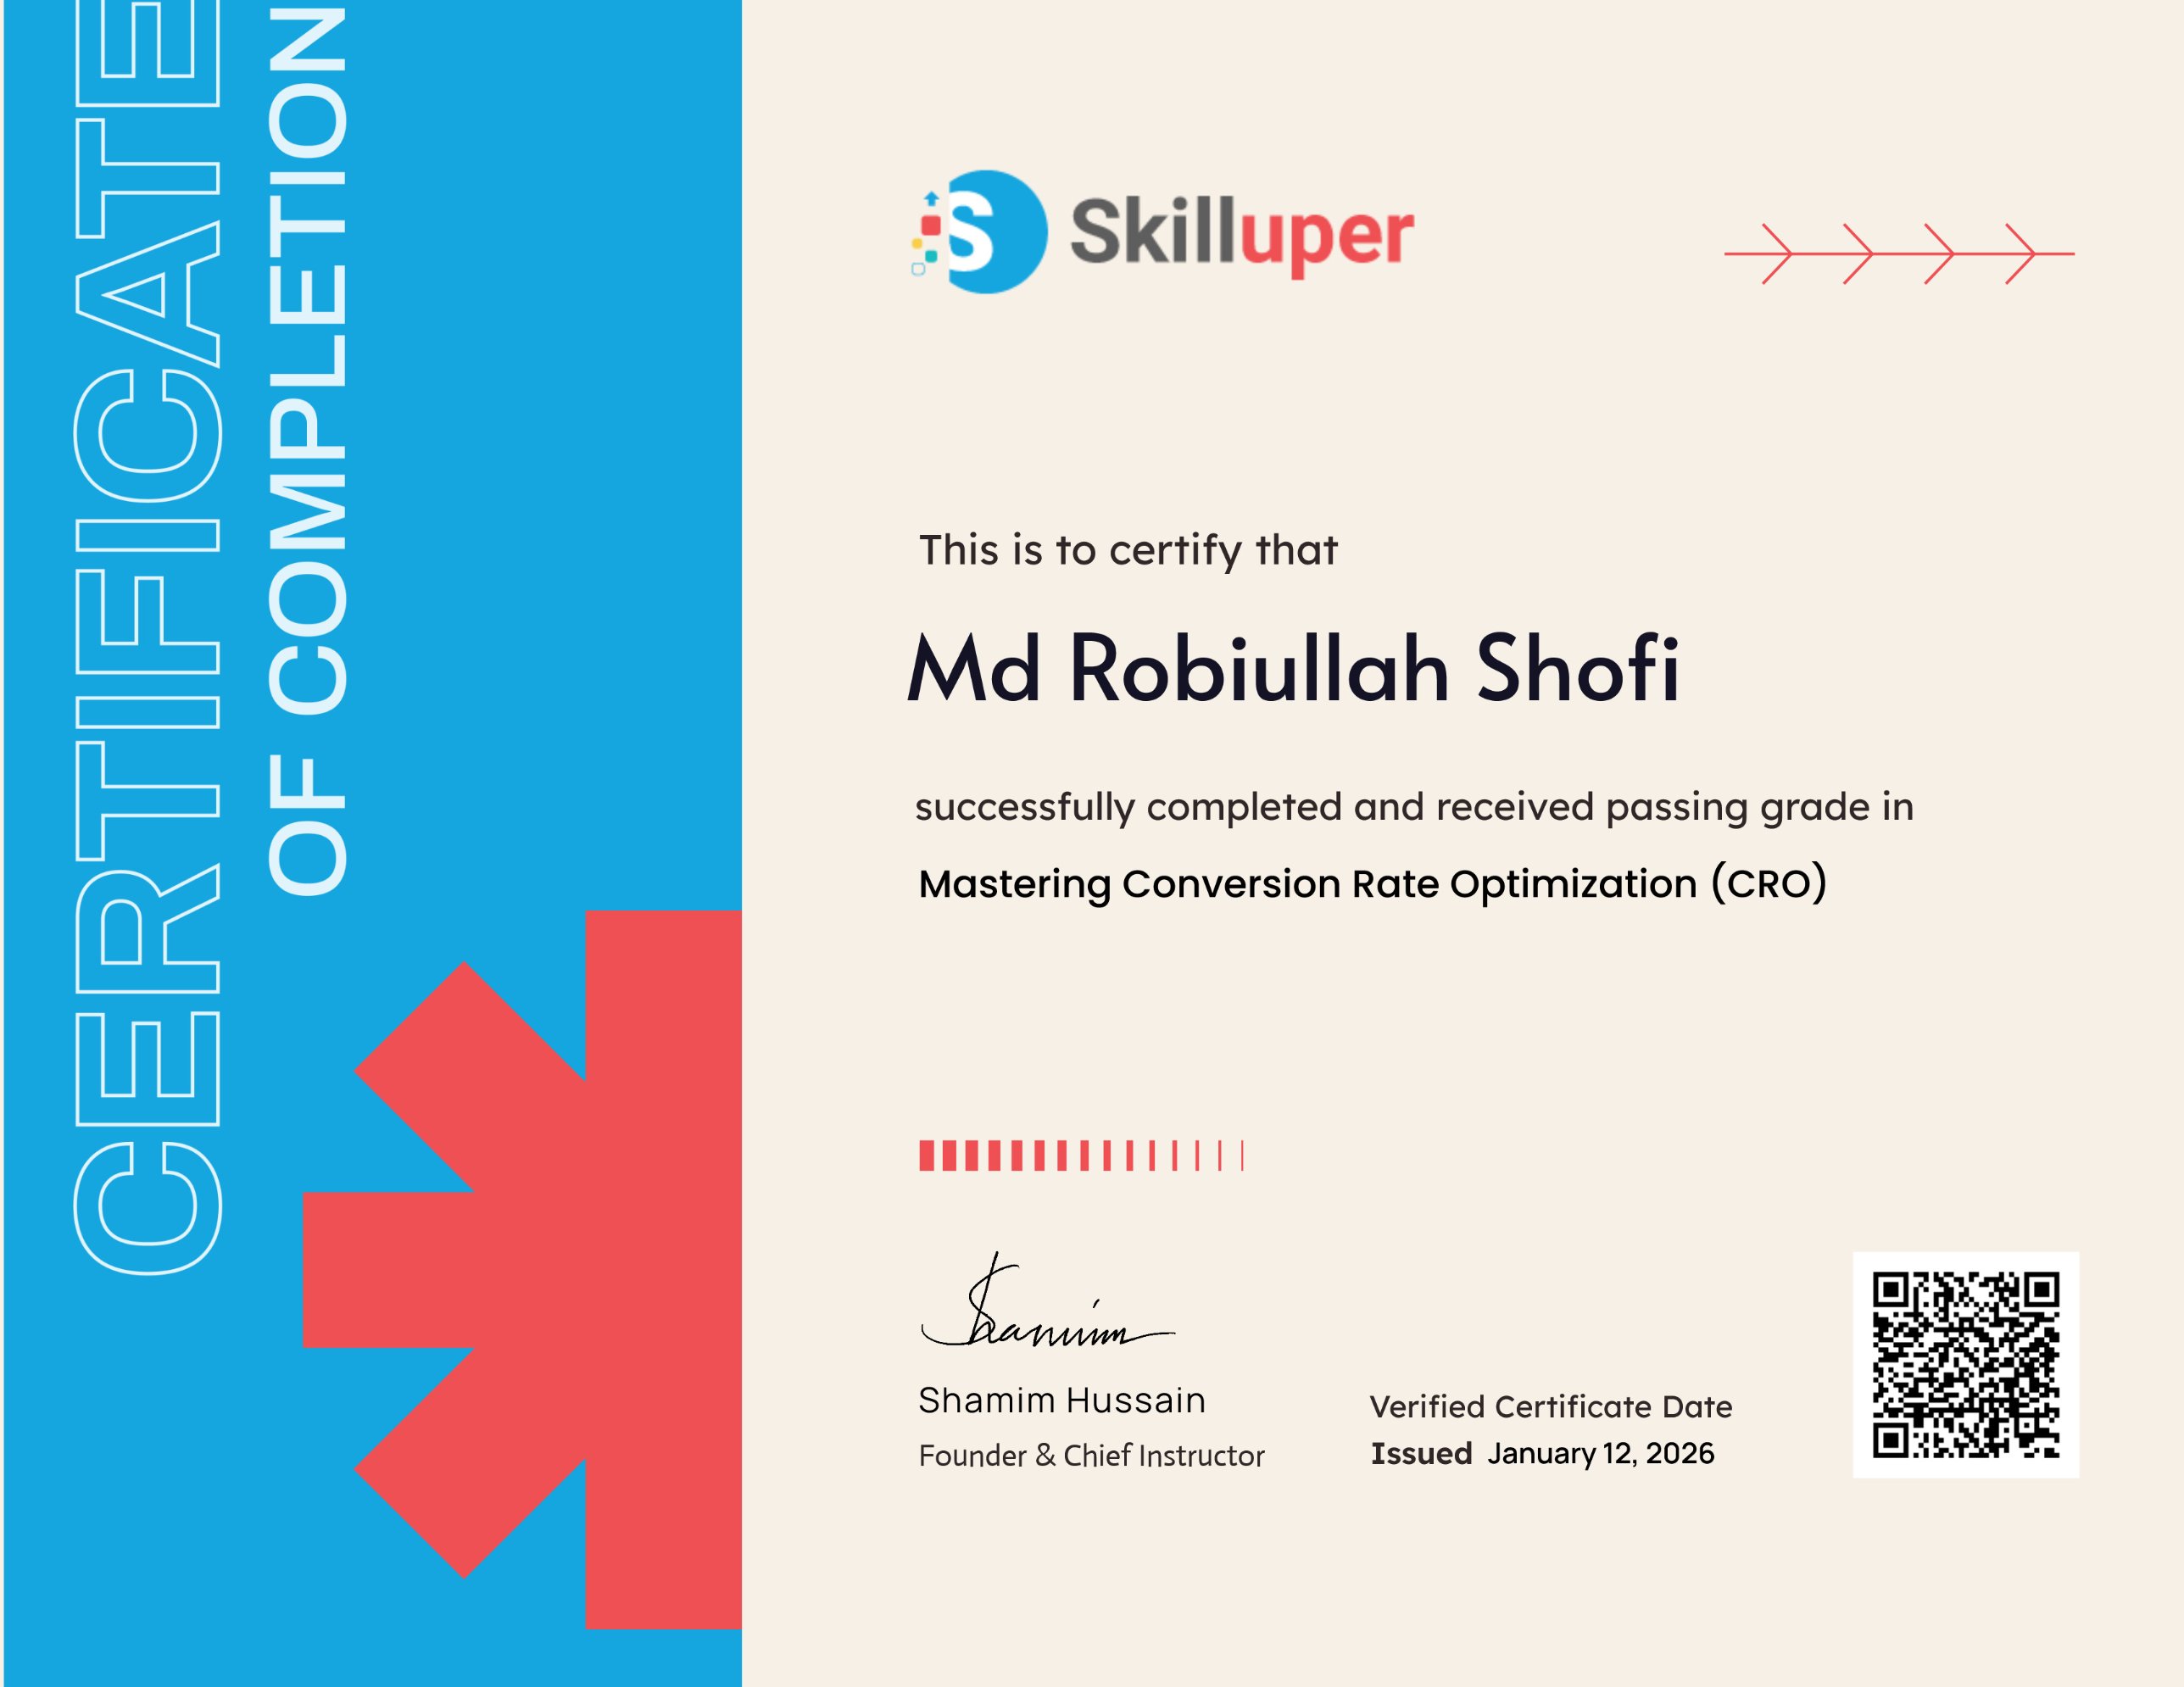 CERTIFICATE
OF COMPLETION
Skilluper
This is to certify that
Md Robiullah Shofi
successfully completed and received passing grade in
Mastering Conversion Rate Optimization (CRO)
Shamim
Shamim Hussain
Founder & Chief Instructor
Verified Certificate Date
Issued January 12, 2026